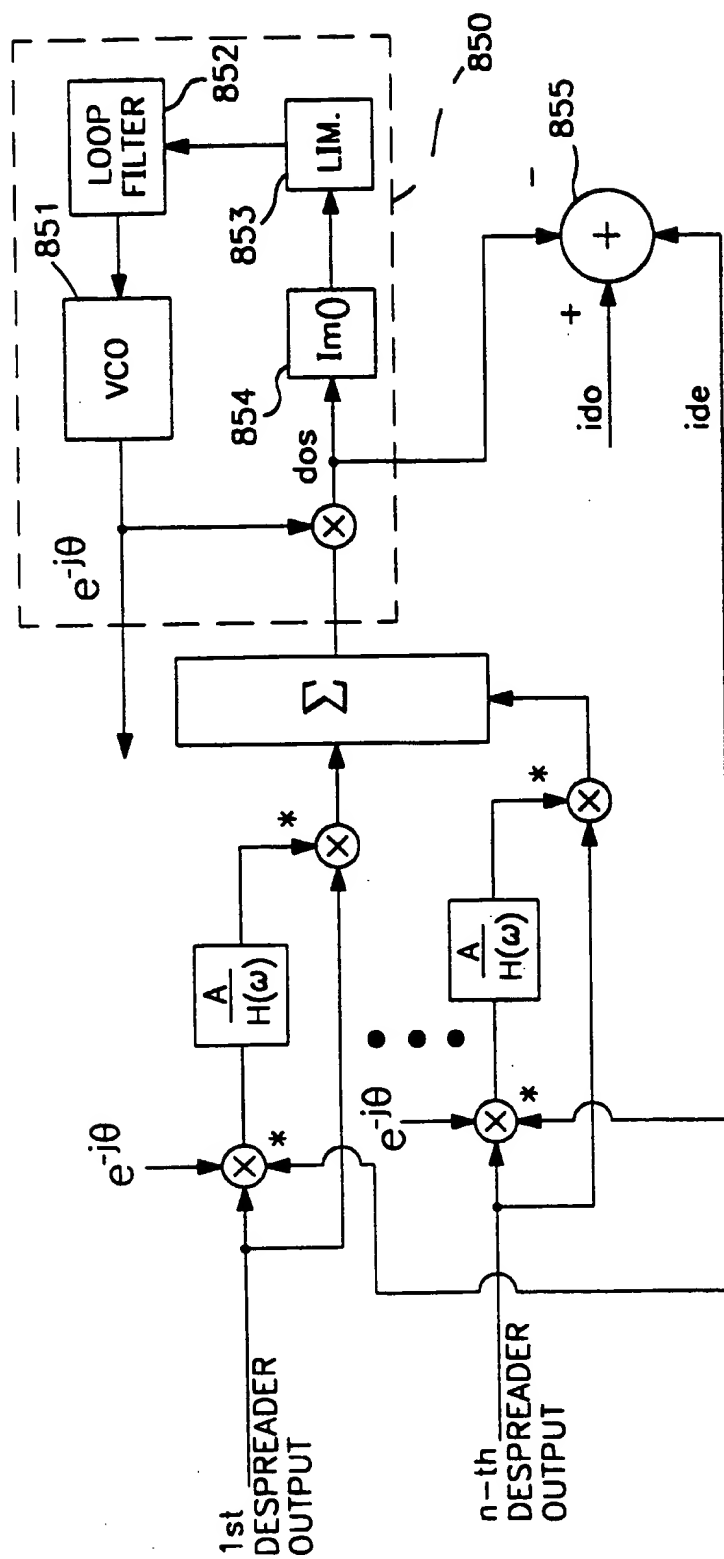 e-jθ
VCO
851
LOOP
FILTER
852
LIM.
853
Im()
854
dos
850
Σ
×
855
+
-
+
ido
ide
e-jθ
×
*
A
H(ω)
*
×
1st
DESPREADER
OUTPUT
e-jθ
×
*
A
H(ω)
*
×
n-th
DESPREADER
OUTPUT